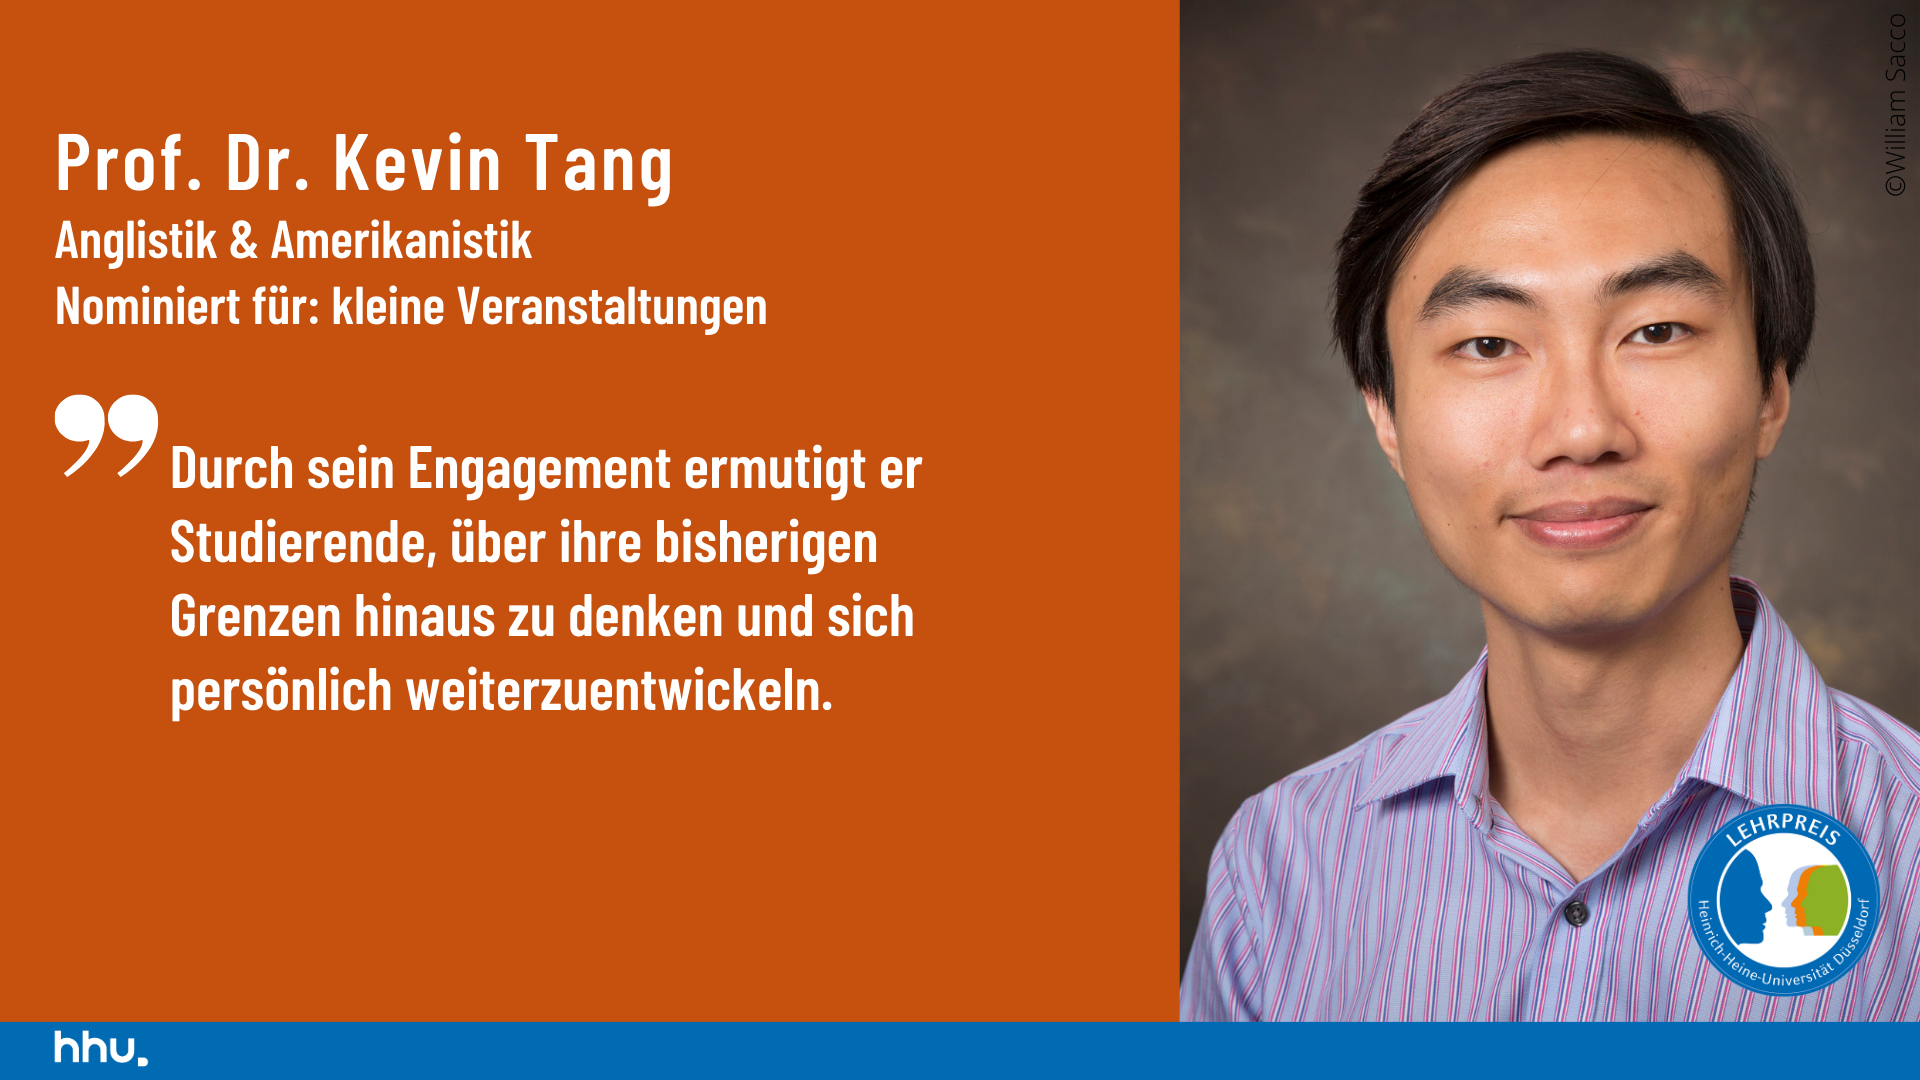 Prof. Dr. Kevin Tang
Anglistik & Amerikanistik
Nominiert für: kleine Veranstaltungen
” Durch sein Engagement ermutigt er
Studierende, über ihre bisherigen
Grenzen hinaus zu denken und sich
persönlich weiterzuentwickeln.
©William Sacco
LEHRPREIS
Heinrich-Heine-Universität Düsseldorf
hhu.